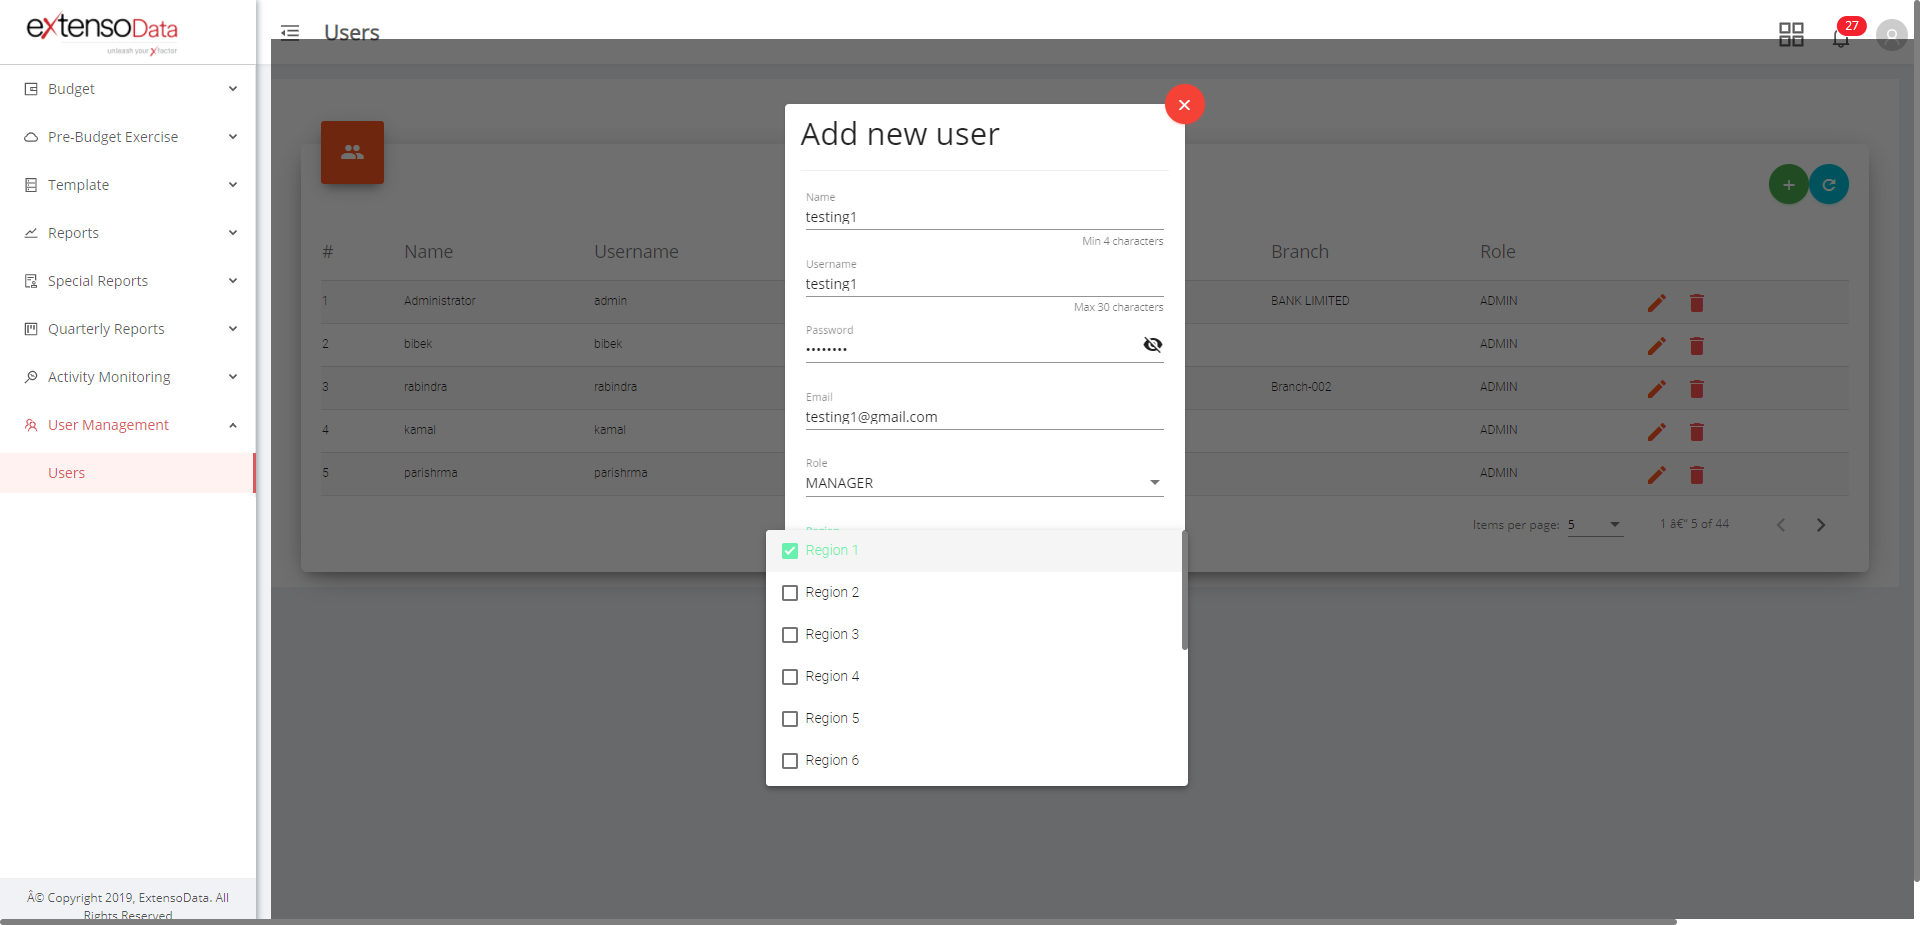 extensoData
unleash your Xfactor
Users
27
Budget
Pre-Budget Exercise
Template
Reports
Special Reports
Quarterly Reports
Activity Monitoring
User Management
Users
Â© Copyright 2019, ExtensoData. All
Rights Reserved
# Name Username Branch Role
1 Administrator admin BANK LIMITED ADMIN
2 bibek bibek ADMIN
3 rabindra rabindra Branch-002 ADMIN
4 kamal kamal ADMIN
5 parishrma parishrma ADMIN
Items per page: 5 1 â€“ 5 of 44
Add new user
Name
testing1
Min 4 characters
Username
testing1
Max 30 characters
Password
••••••••
Email
testing1@gmail.com
Role
MANAGER
Region
Region 1
Region 2
Region 3
Region 4
Region 5
Region 6